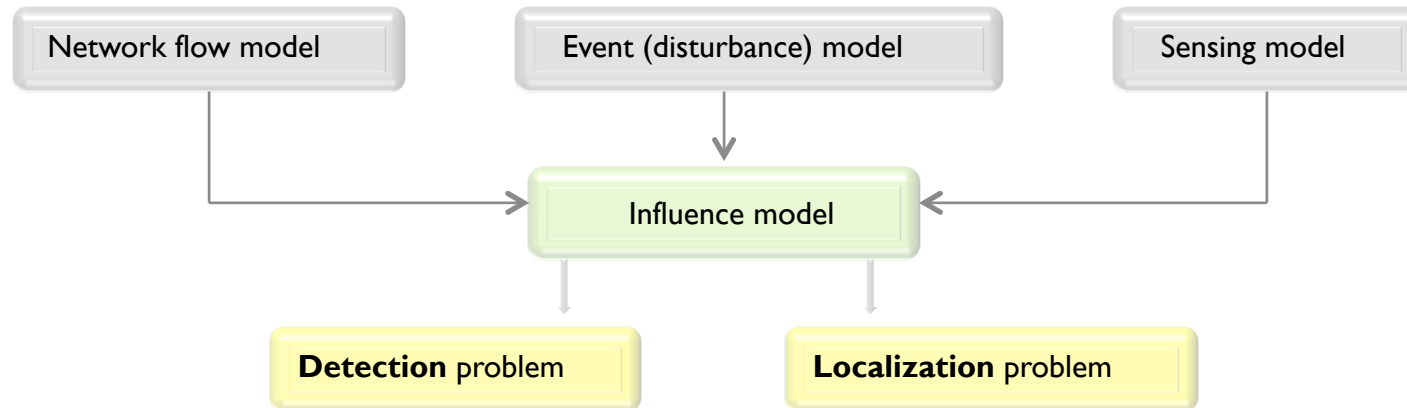 Network flow model
Event (disturbance) model
Sensing model
Influence model
Detection problem
Localization problem